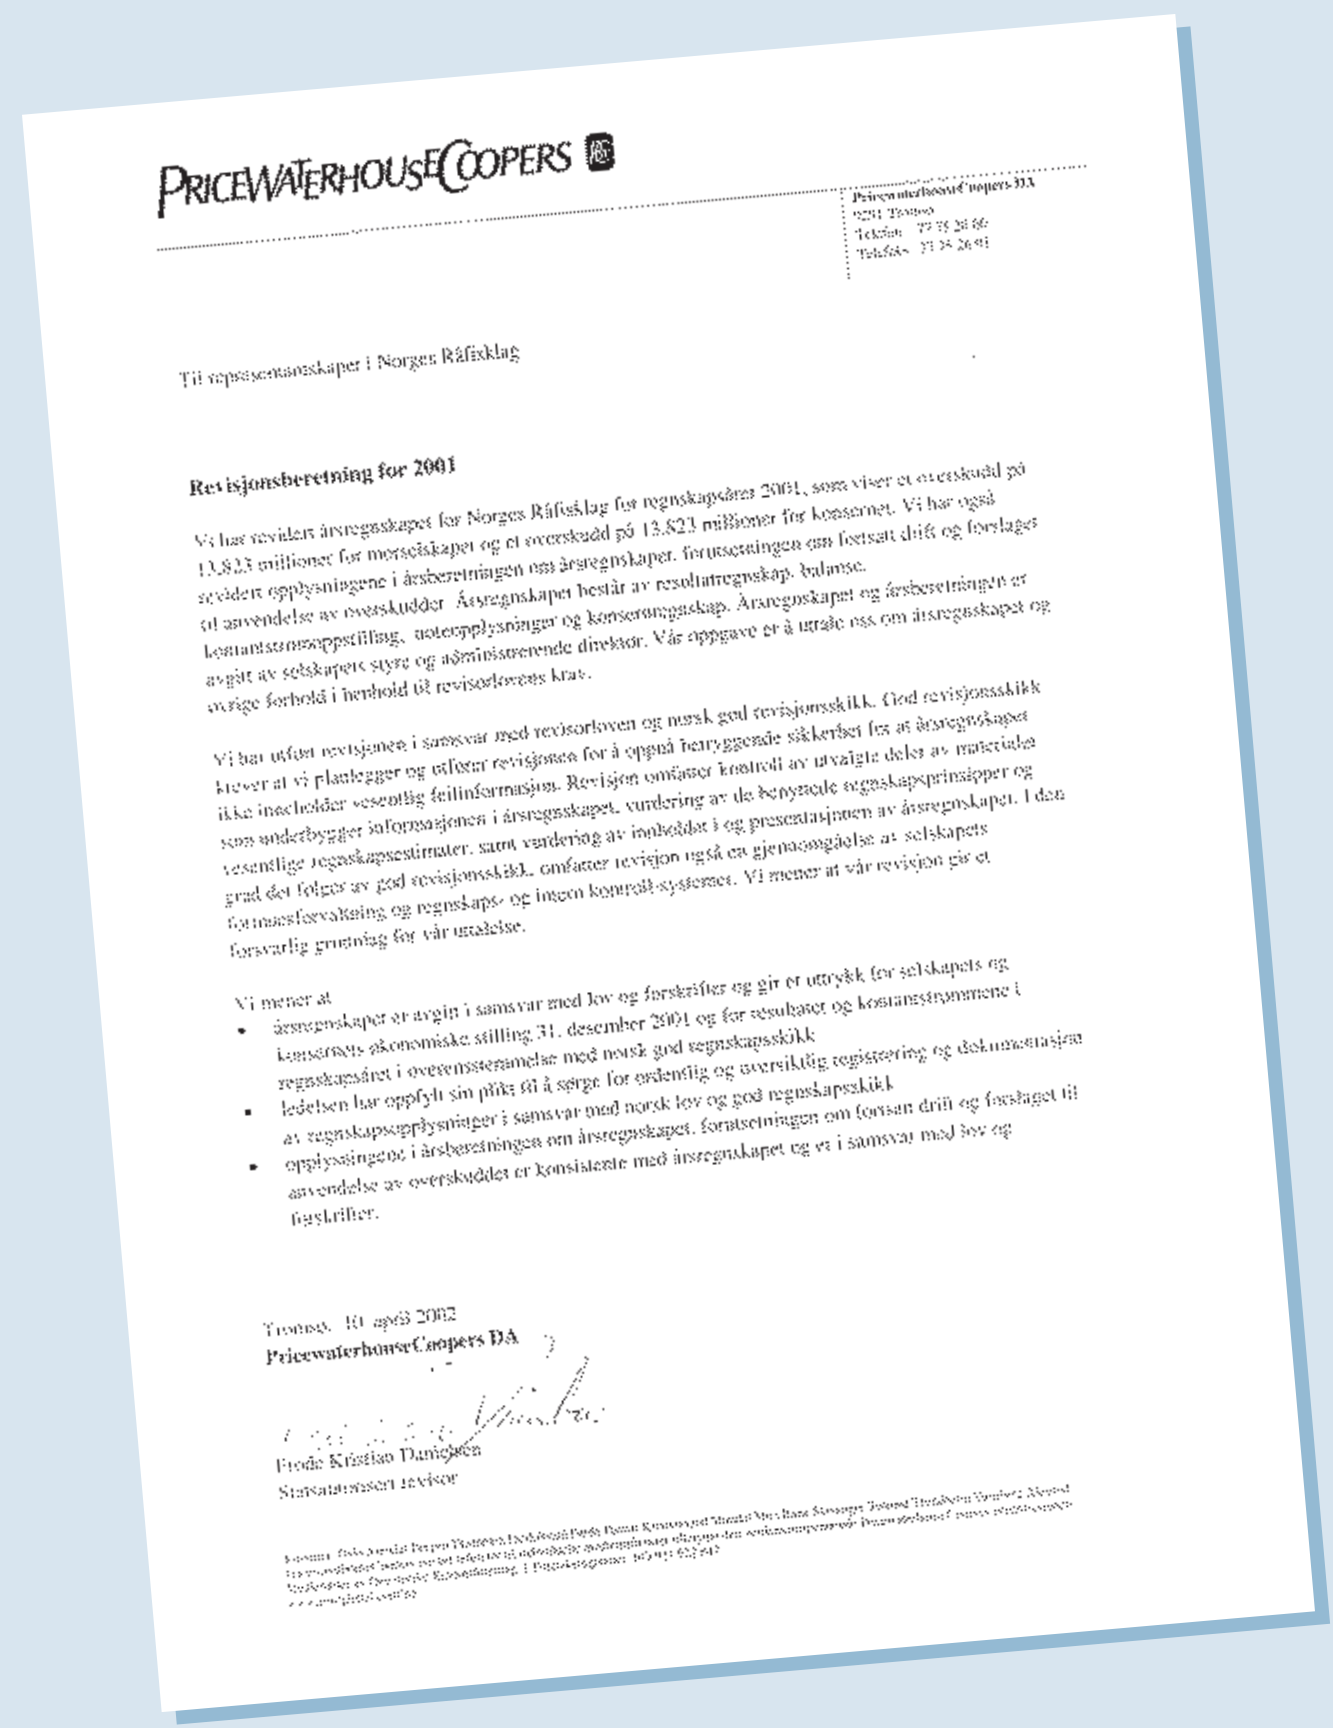 PRICEWATERHOUSECOOPERS
PricewaterhouseCoopers DA
Tromsø
Telefon
Telefaks
Til representantskapet i Norges Råfisklag
Revisjonsberetning for 2001
Vi har revidert årsregnskapet for Norges Råfisklag for regnskapsåret 2001, som viser et overskudd på
13.823 millioner for morselskapet og et overskudd på 13.823 millioner for konsernet. Vi har også
revidert opplysningene i årsberetningen om årsregnskapet, forutsetningen om fortsatt drift og forslaget
til anvendelse av overskuddet. Årsregnskapet består av resultatregnskap, balanse,
kontantstrømoppstilling, noteopplysninger og konsernregnskap. Årsregnskapet og årsberetningen er
avgitt av selskapets styre og administrerende direktør. Vår oppgave er å uttale oss om årsregnskapet og
øvrige forhold i henhold til revisorlovens krav.
Vi har utført revisjonen i samsvar med revisorloven og norsk god revisjonsskikk. God revisjonsskikk
krever at vi planlegger og utfører revisjonen for å oppnå betryggende sikkerhet for at årsregnskapet
ikke inneholder vesentlig feilinformasjon. Revisjon omfatter kontroll av utvalgte deler av materialet
som underbygger informasjonen i årsregnskapet, vurdering av de benyttede regnskapsprinsipper og
vesentlige regnskapsestimater, samt vurdering av innholdet i og presentasjonen av årsregnskapet. I den
grad det følger av god revisjonsskikk, omfatter revisjon også en gjennomgåelse av selskapets
formuesforvaltning og regnskaps- og intern kontroll-systemer. Vi mener at vår revisjon gir et
forsvarlig grunnlag for vår uttalelse.
Vi mener at
• årsregnskapet er avgitt i samsvar med lov og forskrifter og gir et uttrykk for selskapets og
konsernets økonomiske stilling 31. desember 2001 og for resultatet og kontantstrømmene i
regnskapsåret i overensstemmelse med norsk god regnskapsskikk
• ledelsen har oppfylt sin plikt til å sørge for ordentlig og oversiktlig registrering og dokumentasjon
av regnskapsopplysninger i samsvar med norsk lov og god regnskapsskikk
• opplysningene i årsberetningen om årsregnskapet, forutsetningen om fortsatt drift og forslaget til
anvendelse av overskuddet er konsistente med årsregnskapet og er i samsvar med lov og
forskrifter.
Tromsø, 10. april 2002
PricewaterhouseCoopers DA
Frode Kristian Danielsen
Statsautorisert revisor